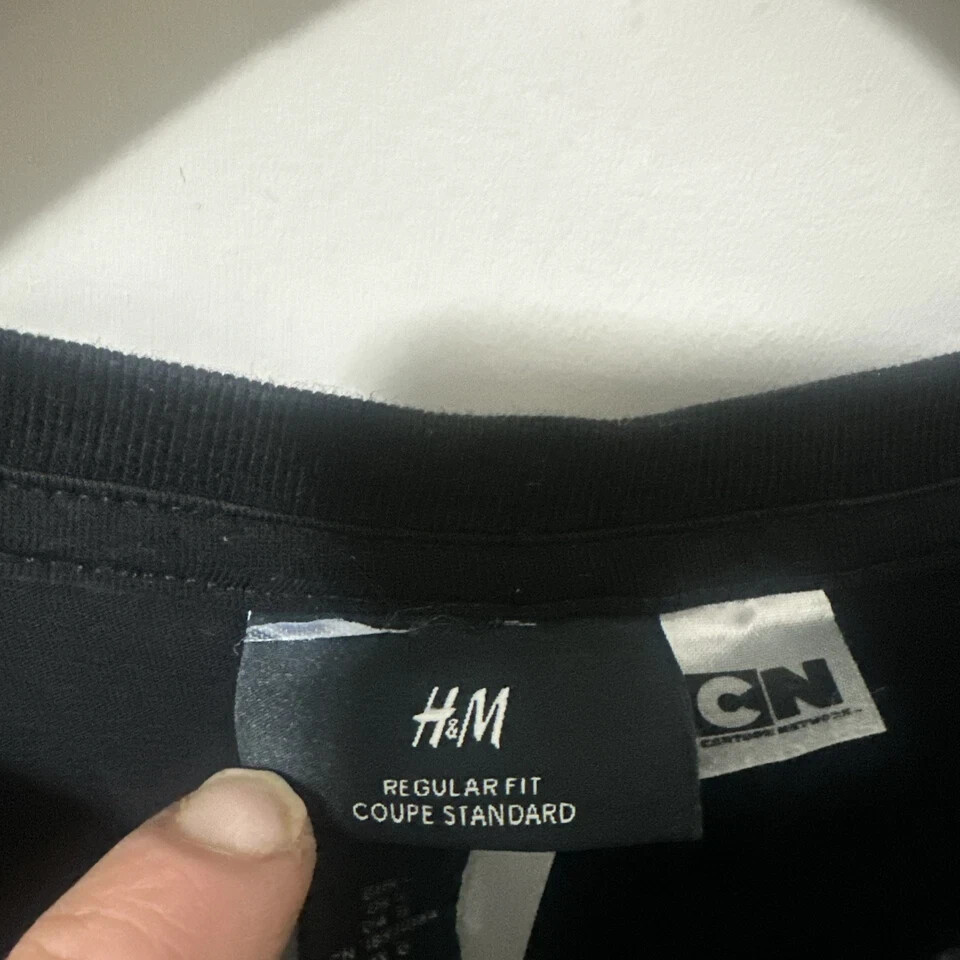 H&M
REGULAR FIT
COUPE STANDARD
CN
CARTOON NETWORK